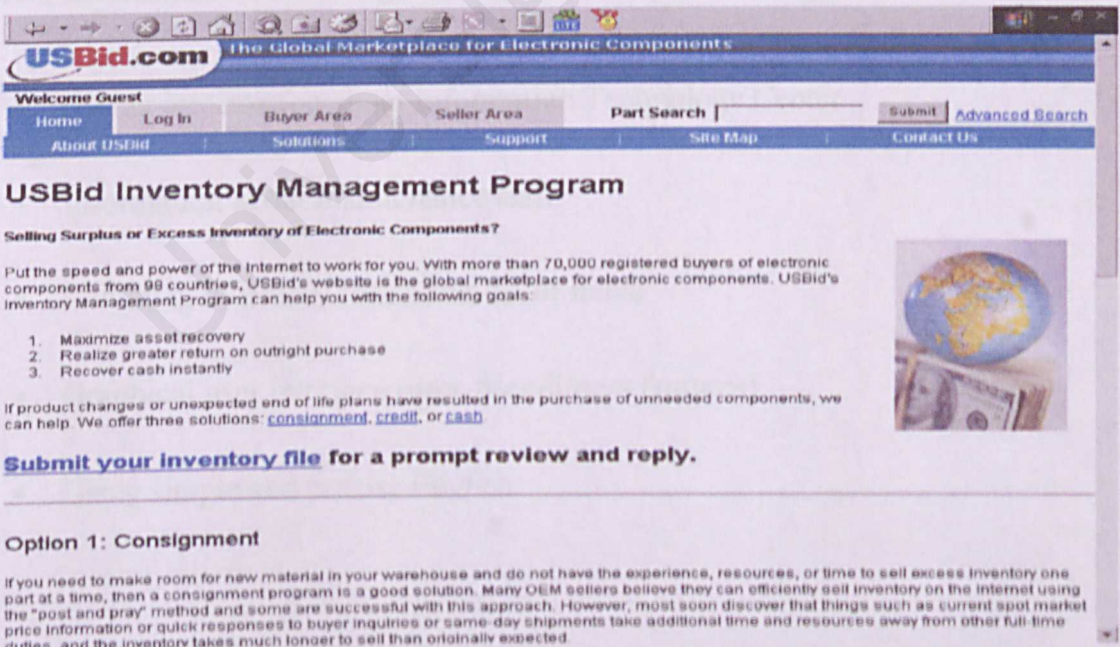 USBid.com The Global Marketplace for Electronic Components
Welcome Guest
Home Log In Buyer Area Seller Area Part Search Submit Advanced Search
About USBid Solutions Support Site Map Contact Us
USBid Inventory Management Program
Selling Surplus or Excess Inventory of Electronic Components?
Put the speed and power of the Internet to work for you. With more than 70,000 registered buyers of electronic
components from 98 countries, USBid's website is the global marketplace for electronic components. USBid's
Inventory Management Program can help you with the following goals:
1. Maximize asset recovery
2. Realize greater return on outright purchase
3. Recover cash instantly
If product changes or unexpected end of life plans have resulted in the purchase of unneeded components, we
can help. We offer three solutions: consignment, credit, or cash.
Submit your inventory file for a prompt review and reply.
Option 1: Consignment
If you need to make room for new material in your warehouse and do not have the experience, resources, or time to sell excess inventory one
part at a time, then a consignment program is a good solution. Many OEM sellers believe they can efficiently sell inventory on the internet using
the "post and pray" method and some are successful with this approach. However, most soon discover that things such as current spot market
price information or quick responses to buyer inquiries or same-day shipments take additional time and resources away from other full-time
duties, and the inventory takes much longer to sell than originally expected.